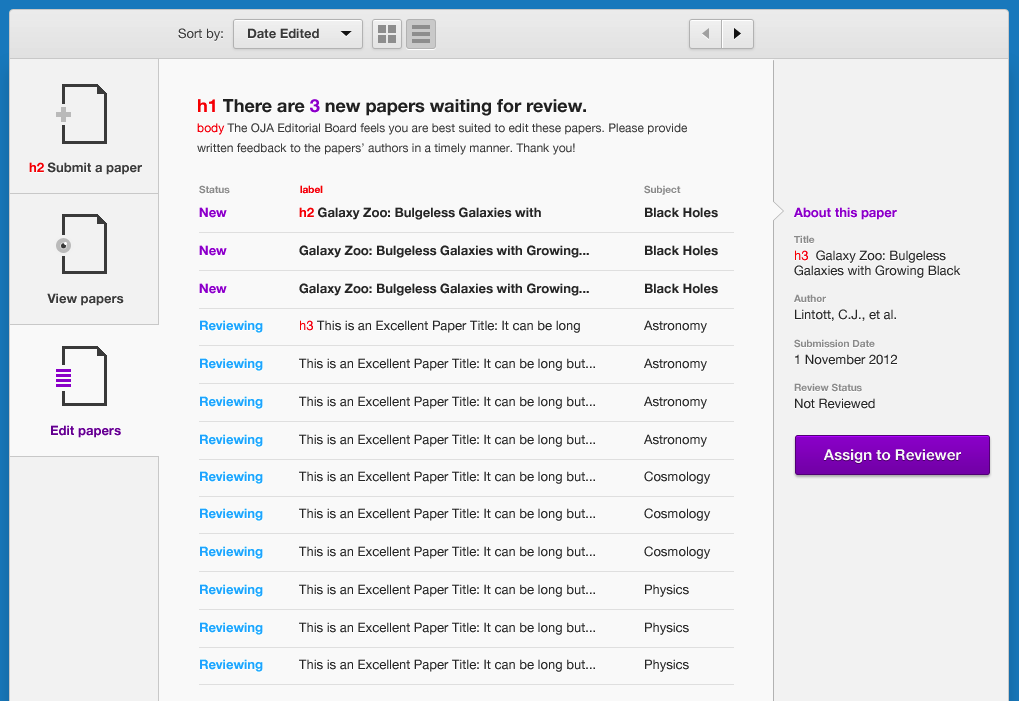 Sort by: Date Edited
h2 Submit a paper
View papers
Edit papers
h1 There are 3 new papers waiting for review.
body The OJA Editorial Board feels you are best suited to edit these papers. Please provide
written feedback to the papers' authors in a timely manner. Thank you!
Status label Subject
New h2 Galaxy Zoo: Bulgeless Galaxies with Black Holes
New Galaxy Zoo: Bulgeless Galaxies with Growing... Black Holes
New Galaxy Zoo: Bulgeless Galaxies with Growing... Black Holes
Reviewing h3 This is an Excellent Paper Title: It can be long Astronomy
Reviewing This is an Excellent Paper Title: It can be long but... Astronomy
Reviewing This is an Excellent Paper Title: It can be long but... Astronomy
Reviewing This is an Excellent Paper Title: It can be long but... Astronomy
Reviewing This is an Excellent Paper Title: It can be long but... Cosmology
Reviewing This is an Excellent Paper Title: It can be long but... Cosmology
Reviewing This is an Excellent Paper Title: It can be long but... Cosmology
Reviewing This is an Excellent Paper Title: It can be long but... Physics
Reviewing This is an Excellent Paper Title: It can be long but... Physics
Reviewing This is an Excellent Paper Title: It can be long but... Physics
About this paper
Title
h3 Galaxy Zoo: Bulgeless
Galaxies with Growing Black
Author
Lintott, C.J., et al.
Submission Date
1 November 2012
Review Status
Not Reviewed
Assign to Reviewer